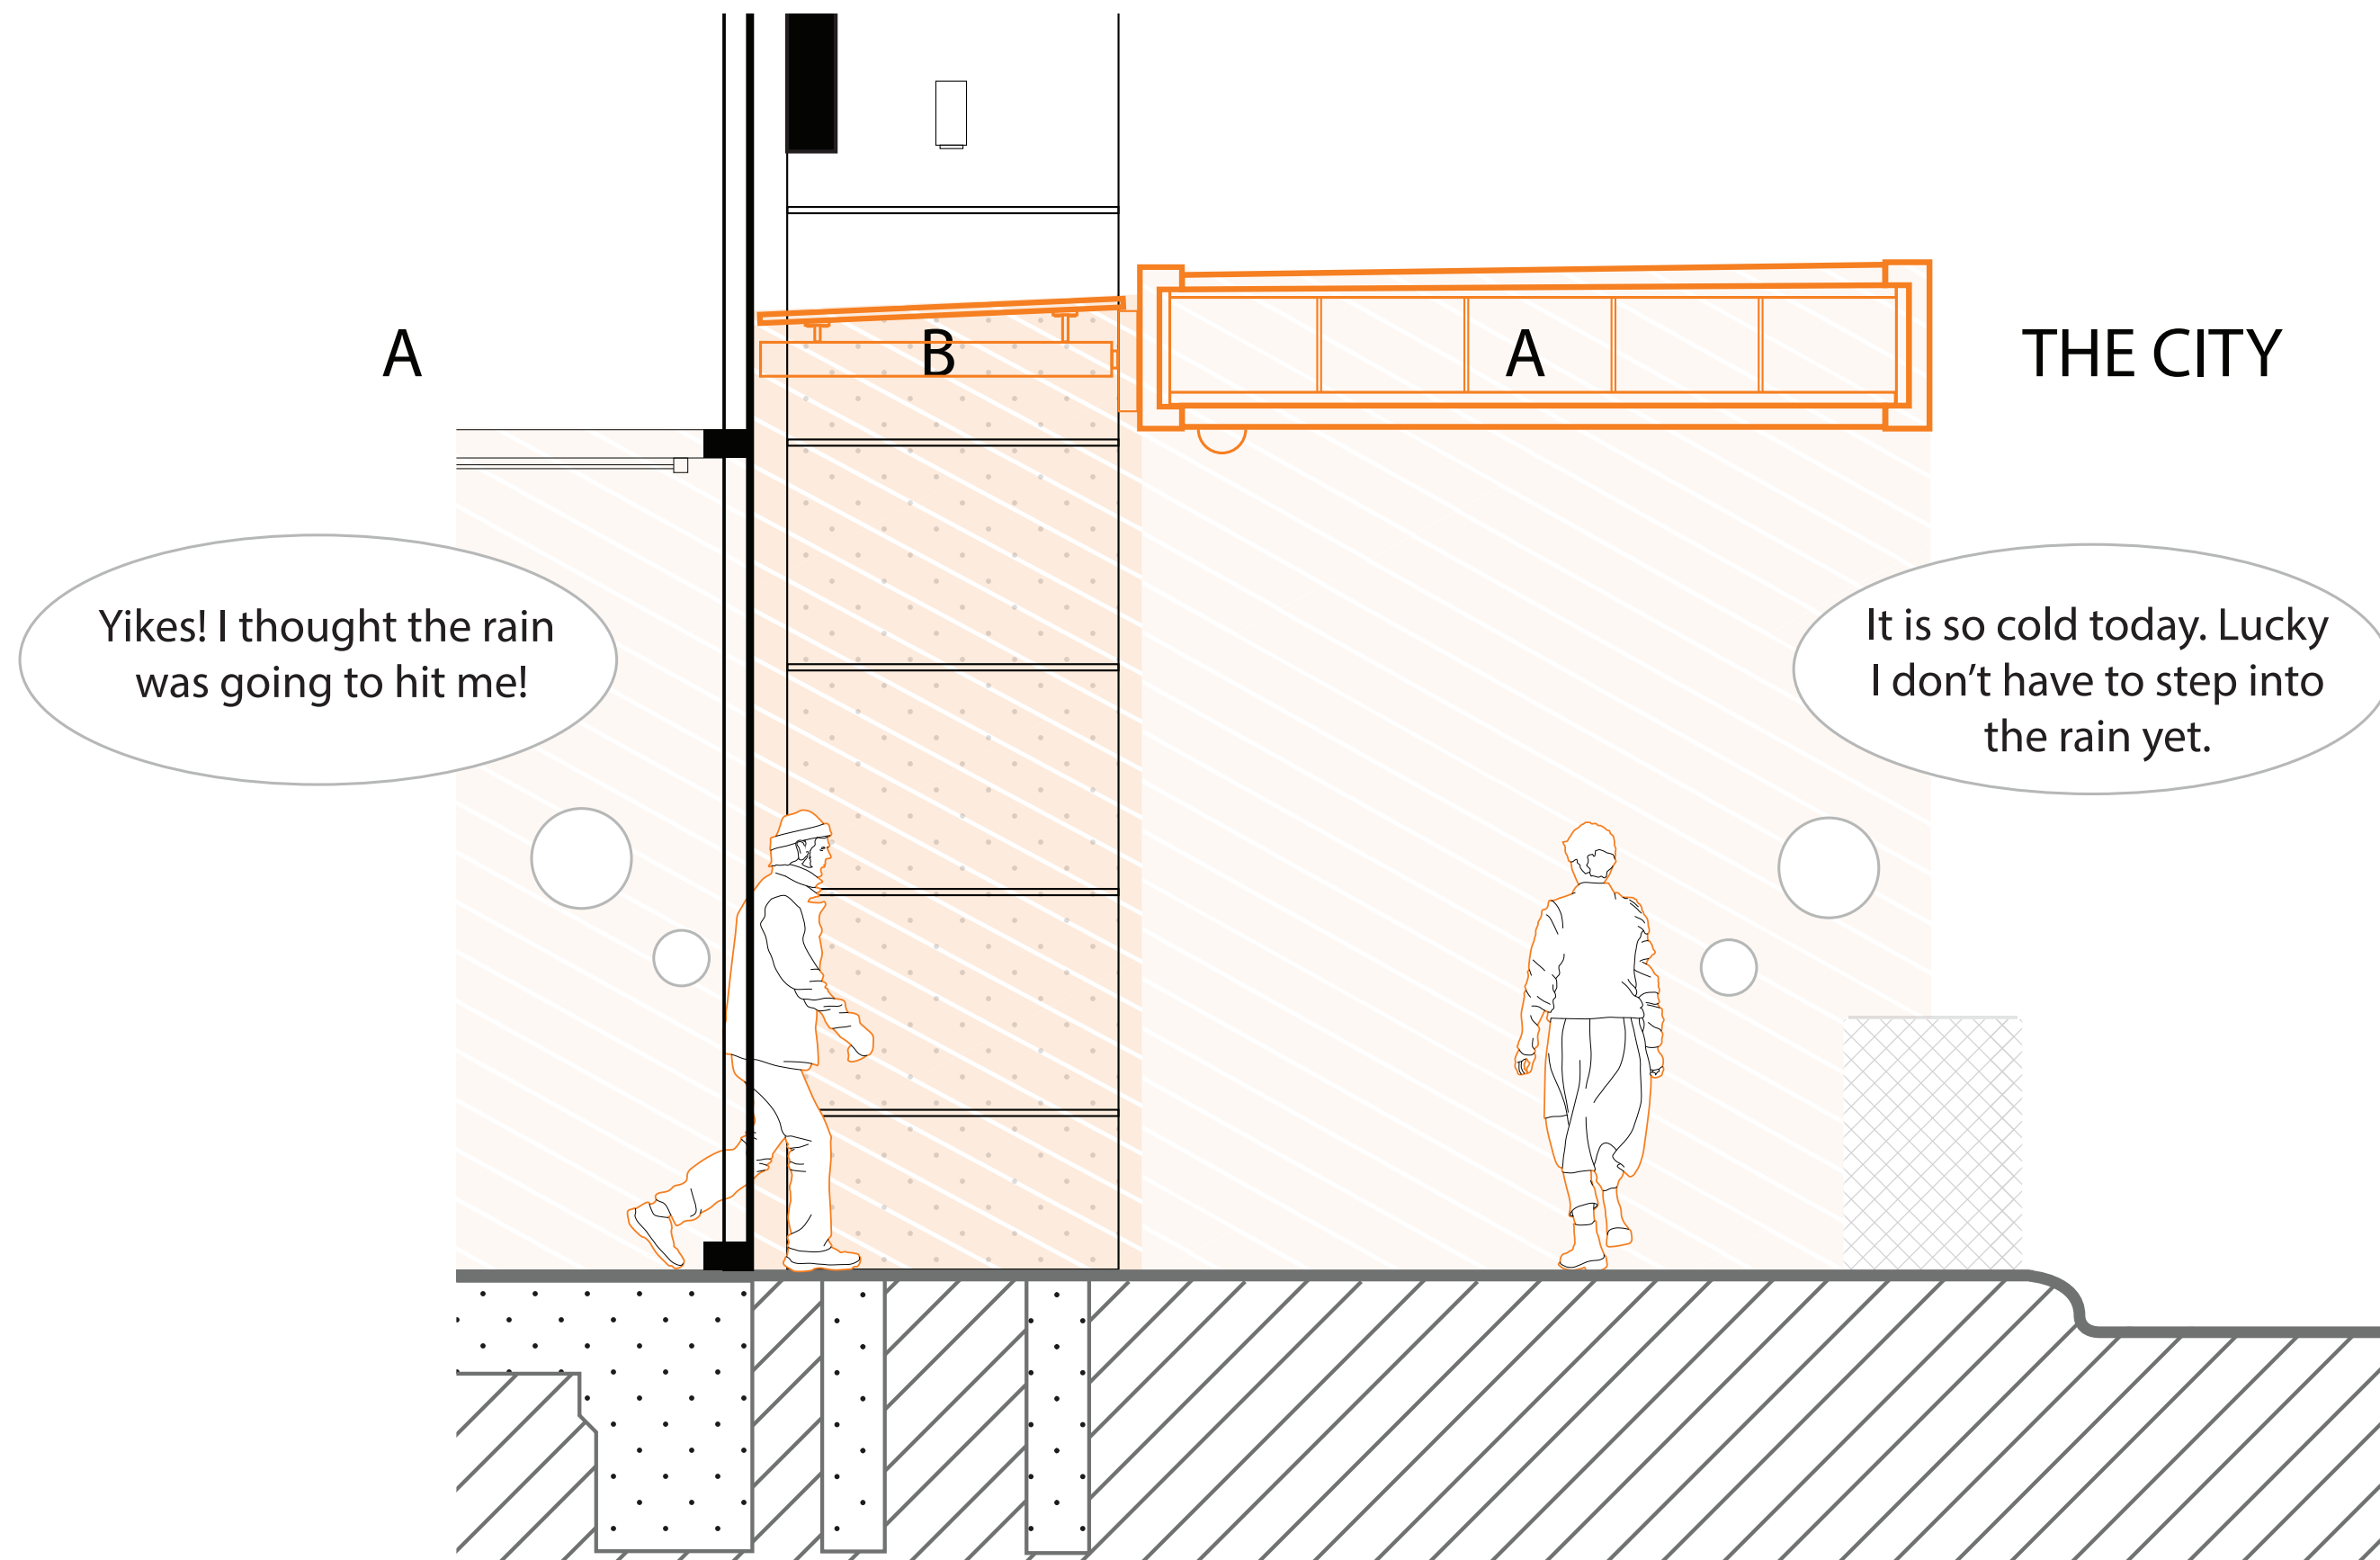 A
B
A
THE CITY
Yikes! I thought the rain
was going to hit me!
It is so cold today. Lucky
I don’t have to step into
the rain yet.